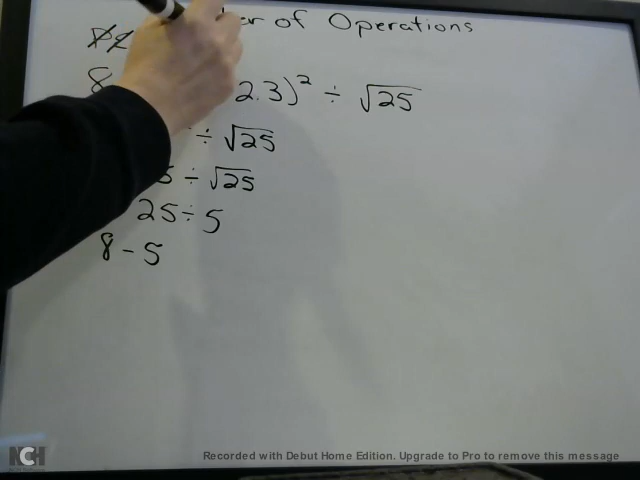 of Operations
8 2.3)² ÷ √25
÷ √25
÷ √25
25 ÷ 5
8 - 5
NCH
Recorded with Debut Home Edition. Upgrade to Pro to remove this message